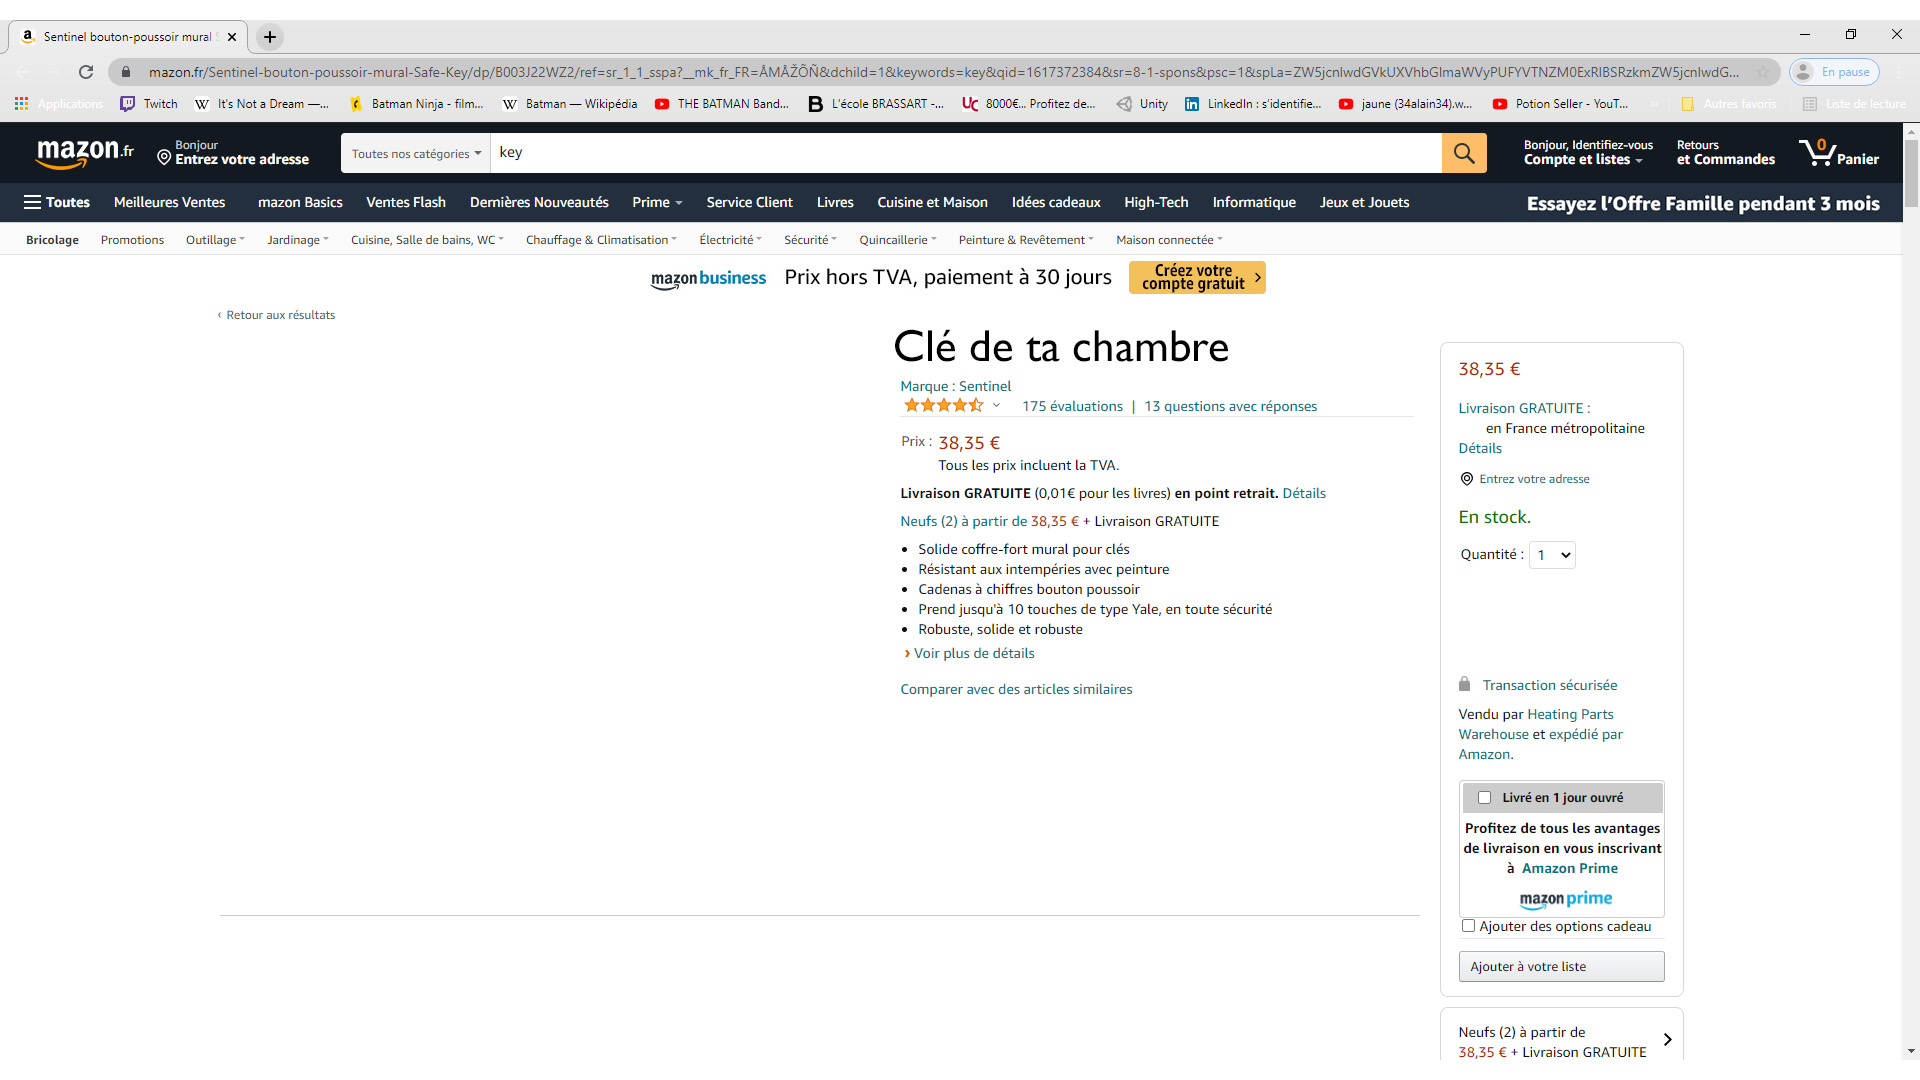 Sentinel bouton-poussoir mural S
mazon.fr/Sentinel-bouton-poussoir-mural-Safe-Key/dp/B003J22WZ2/ref=sr_1_1_sspa?__mk_fr_FR=ÅMÅŽÕÑ&dchild=1&keywords=key&qid=1617372384&sr=8-1-spons&psc=1&spLa=ZW5jcnlwdGVkUXVhbGlmaWVyPUFYVTNZM0ExRlBSRzkmZW5jcnlwdG...
En pause
Applications Twitch It's Not a Dream —... Batman Ninja - film... Batman — Wikipédia THE BATMAN Band... L'école BRASSART -... 8000€... Profitez de... Unity LinkedIn : s'identifie... jaune (34alain34).w... Potion Seller - YouT... » Autres favoris Liste de lecture
mazon.fr
Bonjour
Entrez votre adresse
Toutes nos catégories
key
Bonjour, Identifiez-vous
Compte et listes
Retours
et Commandes
0
Panier
Toutes Meilleures Ventes mazon Basics Ventes Flash Dernières Nouveautés Prime Service Client Livres Cuisine et Maison Idées cadeaux High-Tech Informatique Jeux et Jouets Essayez l'Offre Famille pendant 3 mois
Bricolage Promotions Outillage Jardinage Cuisine, Salle de bains, WC Chauffage & Climatisation Électricité Sécurité Quincaillerie Peinture & Revêtement Maison connectée
mazon business Prix hors TVA, paiement à 30 jours
Créez votre
compte gratuit
‹ Retour aux résultats
Clé de ta chambre
Marque : Sentinel
175 évaluations | 13 questions avec réponses
Prix : 38,35 €
Tous les prix incluent la TVA.
Livraison GRATUITE (0,01€ pour les livres) en point retrait. Détails
Neufs (2) à partir de 38,35 € + Livraison GRATUITE
• Solide coffre-fort mural pour clés
• Résistant aux intempéries avec peinture
• Cadenas à chiffres bouton poussoir
• Prend jusqu'à 10 touches de type Yale, en toute sécurité
• Robuste, solide et robuste
› Voir plus de détails
Comparer avec des articles similaires
38,35 €
Livraison GRATUITE :
en France métropolitaine
Détails
Entrez votre adresse
En stock.
Quantité : 1
Transaction sécurisée
Vendu par Heating Parts
Warehouse et expédié par
Amazon.
Livré en 1 jour ouvré
Profitez de tous les avantages
de livraison en vous inscrivant
à Amazon Prime
mazon prime
Ajouter des options cadeau
Ajouter à votre liste
Neufs (2) à partir de
38,35 € + Livraison GRATUITE